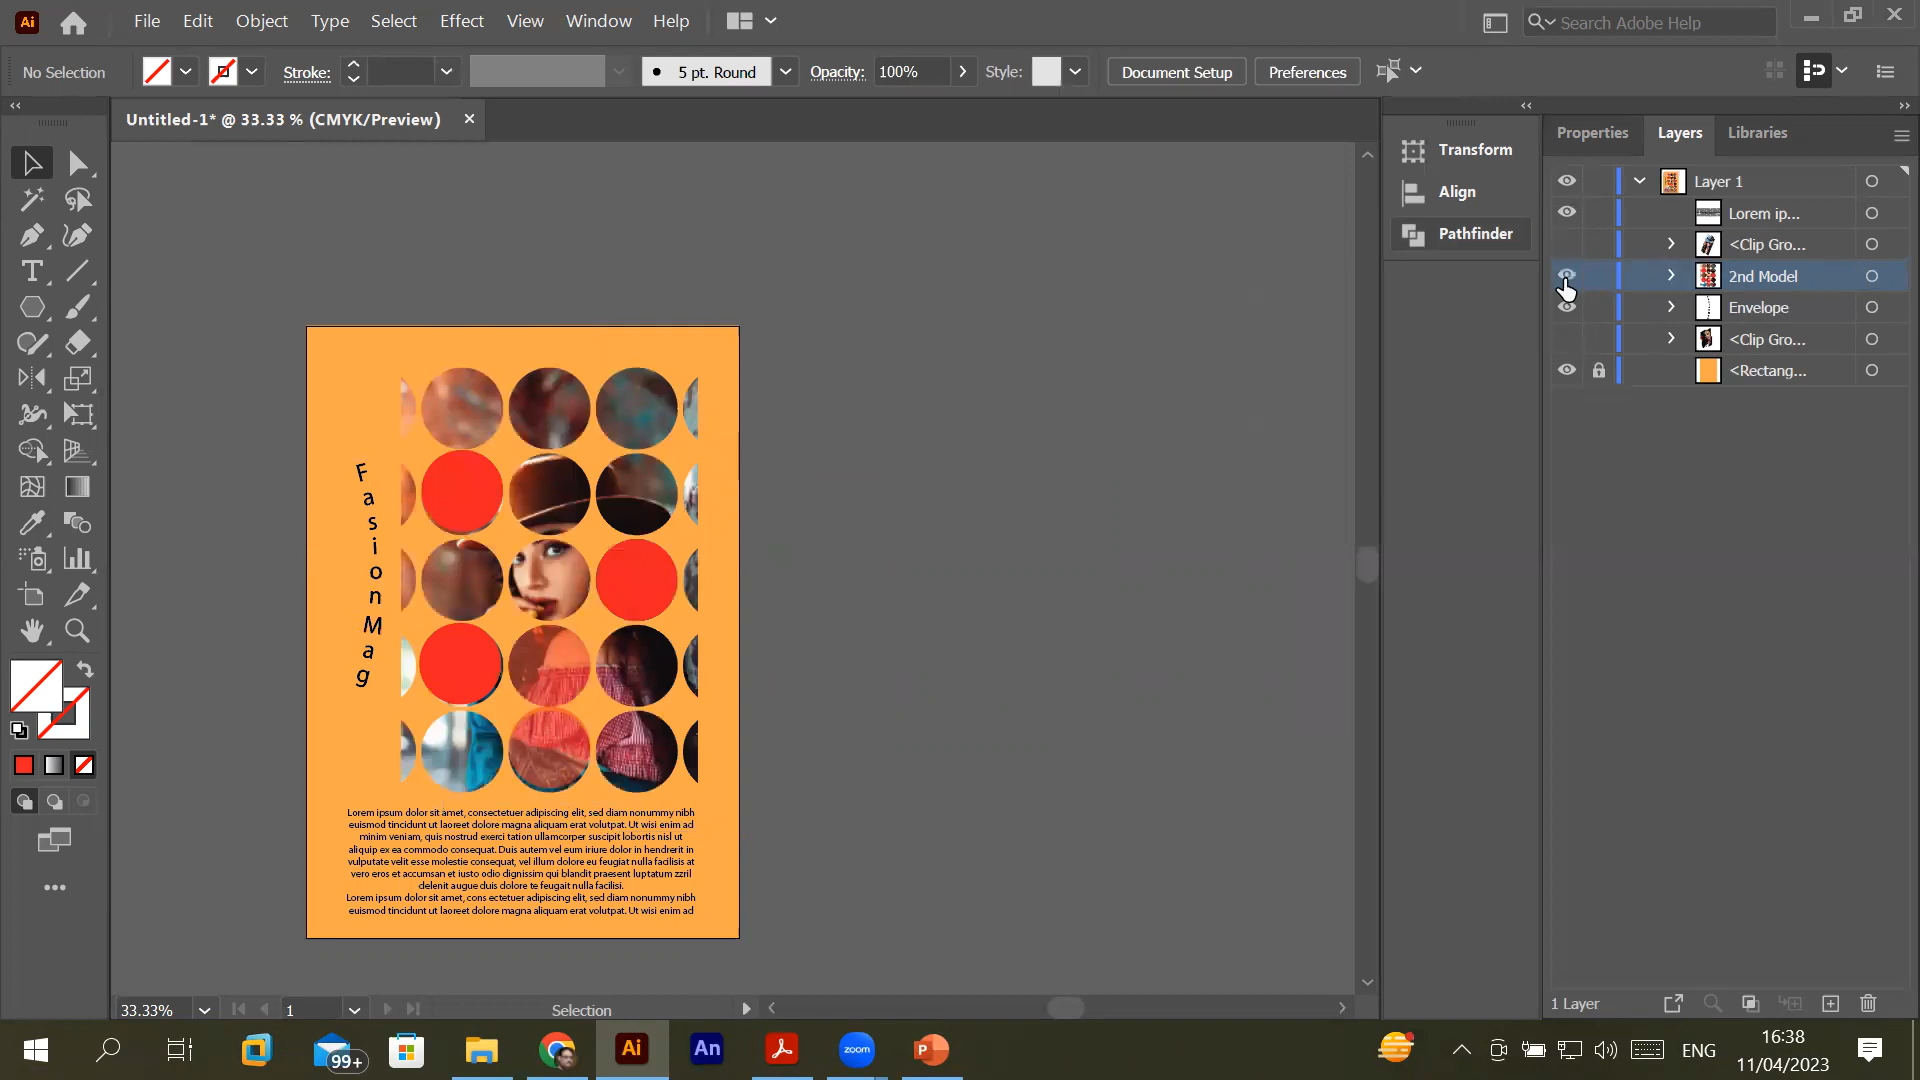 Ai File Edit Object Type Select Effect View Window Help Search Adobe Help
No Selection Stroke: 5 pt. Round Opacity: 100% Style: Document Setup Preferences
Untitled-1* @ 33.33 % (CMYK/Preview)
Properties Layers Libraries
Transform
Align
Pathfinder
Layer 1
Lorem ip...
<Clip Gro...
2nd Model
Envelope
<Clip Gro...
<Rectang...
Fasion Mag
Lorem ipsum dolor sit amet, consectetuer adipiscing elit, sed diam nonummy nibh
euismod tincidunt ut laoreet dolore magna aliquam erat volutpat. Ut wisi enim ad
minim veniam, quis nostrud exerci tation ullamcorper suscipit lobortis nisl ut
aliquip ex ea commodo consequat. Duis autem vel eum iriure dolor in hendrerit in
vulputate velit esse molestie consequat, vel illum dolore eu feugiat nulla facilisis at
vero eros et accumsan et iusto odio dignissim qui blandit praesent luptatum zzril
delenit augue duis dolore te feugait nulla facilisi.
Lorem ipsum dolor sit amet, cons ectetuer adipiscing elit, sed diam nonummy nibh
euismod tincidunt ut laoreet dolore magna aliquam erat volutpat. Ut wisi enim ad
33.33% 1 Selection
1 Layer
99+ Ai An zoom P ENG
16:38
11/04/2023